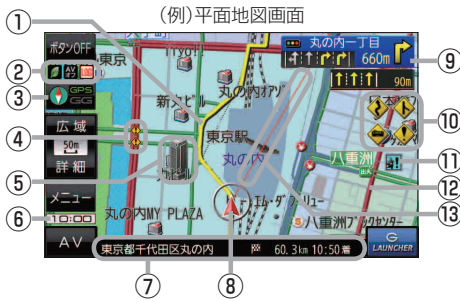 (例)平面地図画面
①
ボタンOFF
丸の内一丁目
660m
90m
⑨
②
東京
③
GPS
新丸ビル
丸の内オアゾ
⑩
④
広域
50m
詳細
東京駅
丸の内
八重洲
⑪
⑤
メニュー
⑫
⑥
10:00
丸の内MY PLAZA
八重洲ブックセンター
⑬
AV
東京都千代田区丸の内
60.3km 10:50着
G
LAUNCHER
⑦
⑧